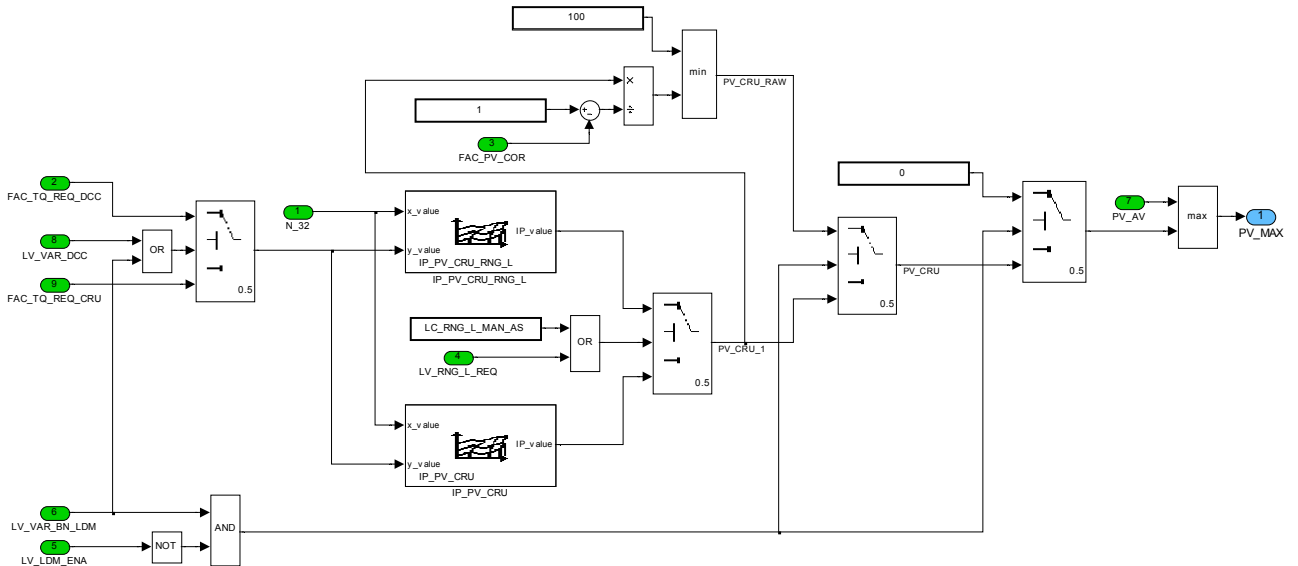 100
min
PV_CRU_RAW
×
÷
1
+
−
3
FAC_PV_COR
0
2
FAC_TQ_REQ_DCC
8
LV_VAR_DCC
OR
9
FAC_TQ_REQ_CRU
0.5
1
N_32
x_value
y_value
IP_value
IP_PV_CRU_RNG_L
IP_PV_CRU_RNG_L
LC_RNG_L_MAN_AS
OR
4
LV_RNG_L_REQ
0.5
PV_CRU_1
0.5
PV_CRU
0.5
7
PV_AV
max
1
PV_MAX
x_value
y_value
IP_value
IP_PV_CRU
IP_PV_CRU
6
LV_VAR_BN_LDM
5
LV_LDM_ENA
NOT
AND